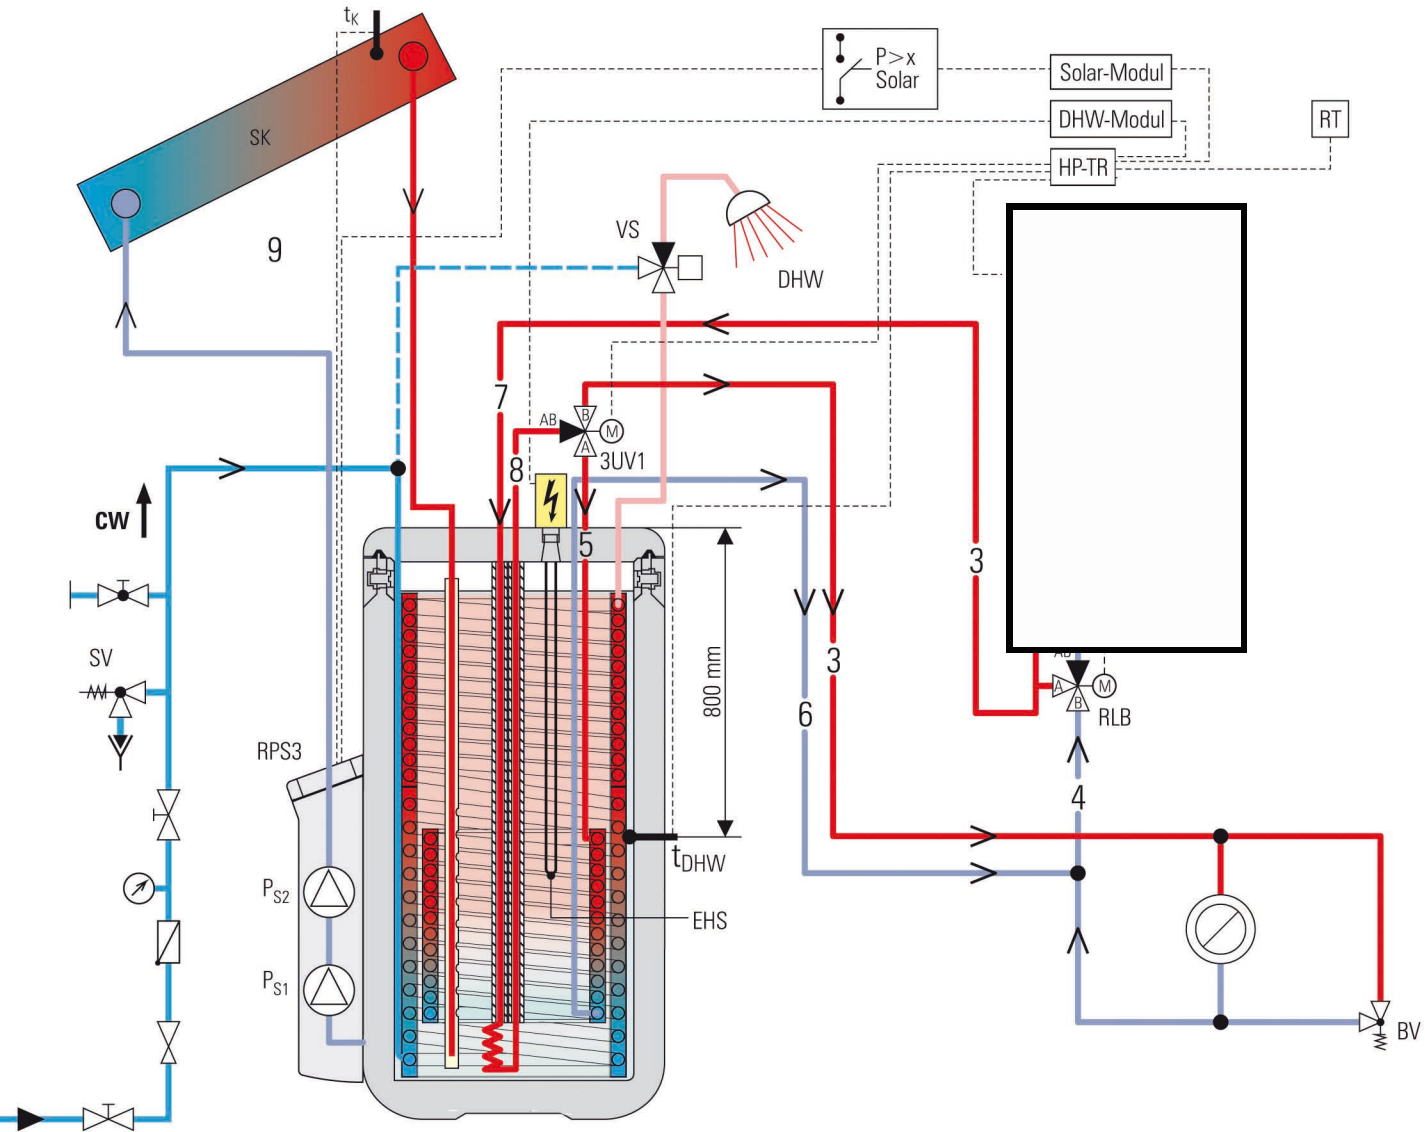 tK
P>x
Solar
Solar-Modul
DHW-Modul
RT
HP-TR
SK
VS
DHW
9
7
AB
B
M
A
3UV1
8
cw
5
3
SV
800 mm
3
A
M
B
RLB
6
RPS3
4
tDHW
PS2
EHS
PS1
BV